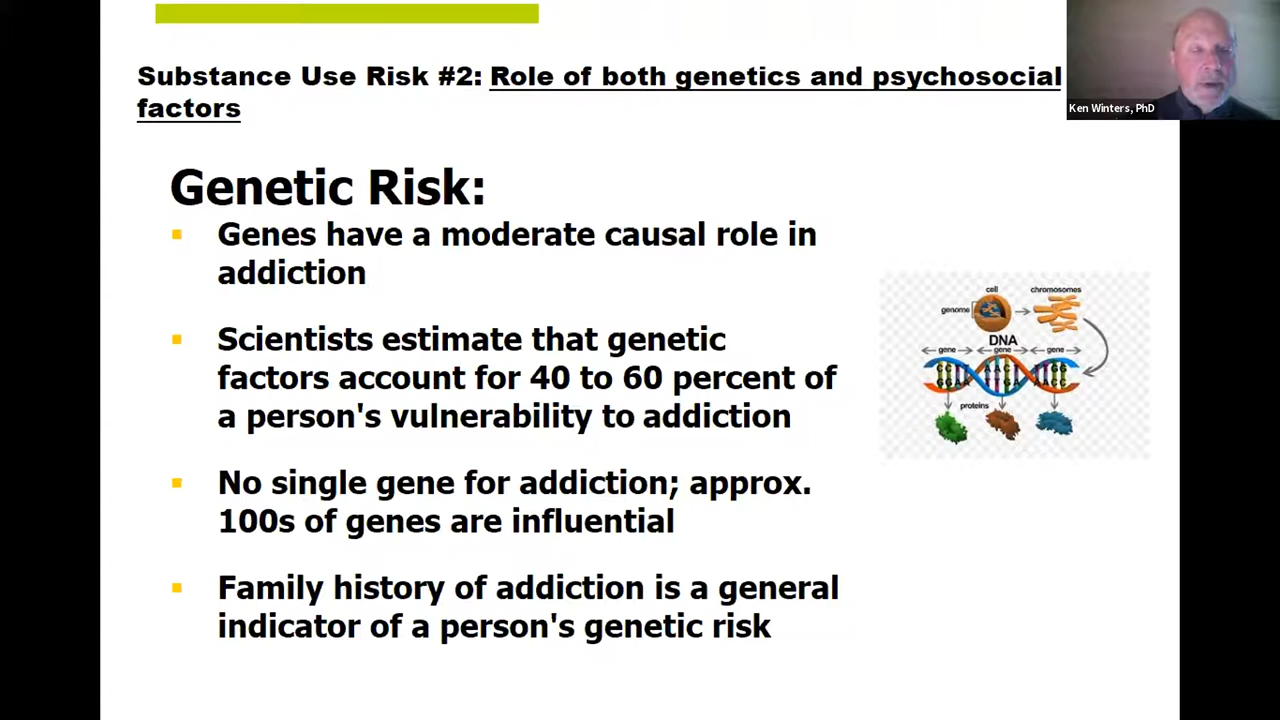 Substance Use Risk #2: Role of both genetics and psychosocial
factors
Ken Winters, PhD
Genetic Risk:
Genes have a moderate causal role in
addiction
Scientists estimate that genetic
factors account for 40 to 60 percent of
a person's vulnerability to addiction
No single gene for addiction; approx.
100s of genes are influential
Family history of addiction is a general
indicator of a person's genetic risk
cell
chromosomes
genome
DNA
gene
gene
gene
proteins